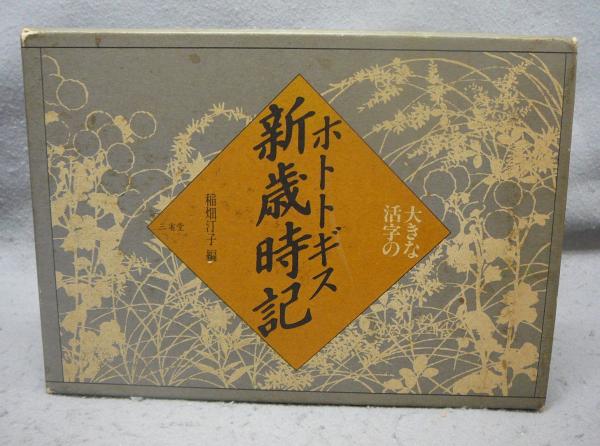 大きな
活字の
ホトトギス
新歳時記
稲畑汀子 編
三省堂